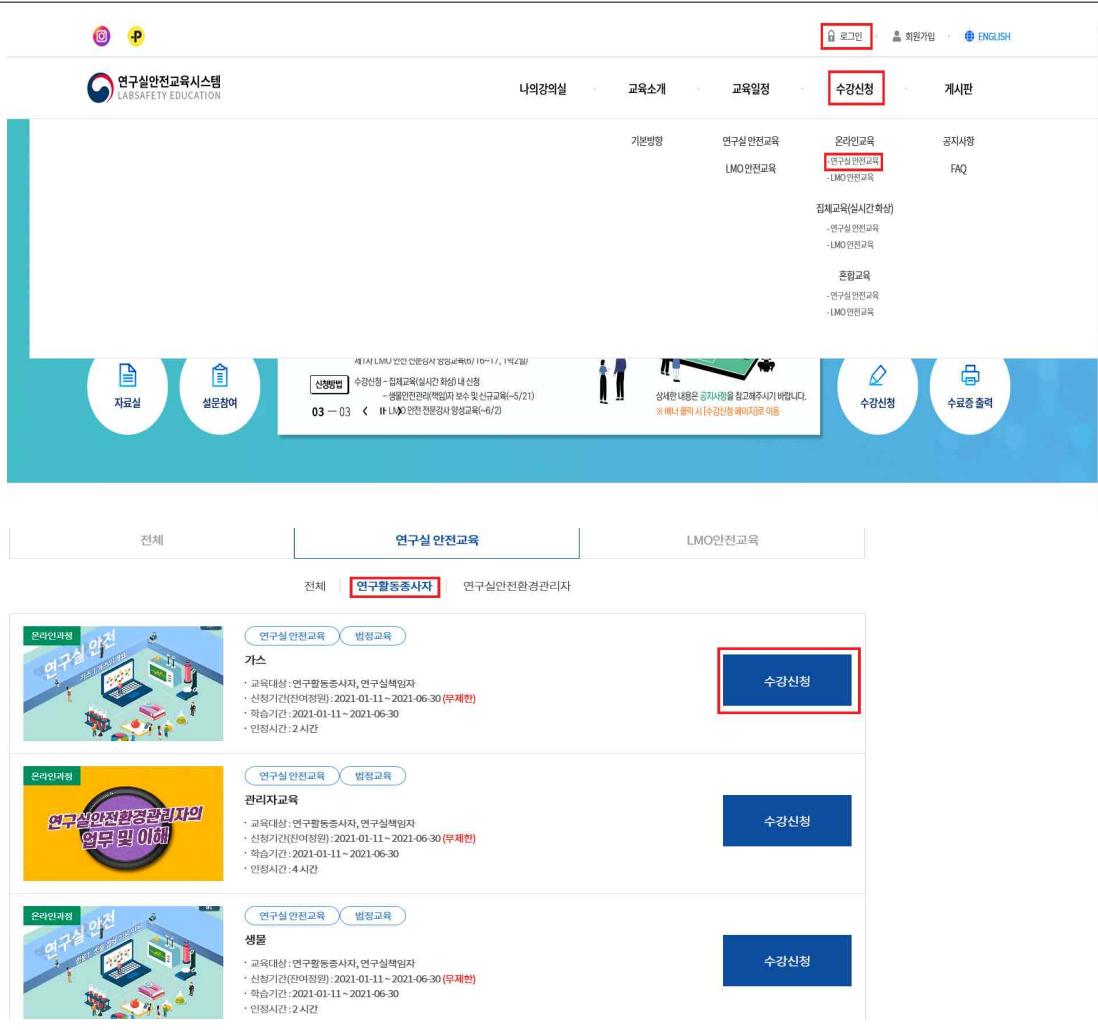 로그인 · 회원가입 · ENGLISH
연구실안전교육시스템
LABSAFETY EDUCATION
나의강의실 · 교육소개 · 교육일정 · 수강신청 · 게시판
기본방향
연구실 안전교육
LMO 안전교육
온라인교육
- 연구실 안전교육
- LMO 안전교육
집체교육(실시간 화상)
- 연구실 안전교육
- LMO 안전교육
혼합교육
- 연구실 안전교육
- LMO 안전교육
공지사항
FAQ
자료실
설문참여
제1차 LMO 안전 전문강사 양성교육(6/16~17, 1박2일)
신청방법 수강신청 - 집체교육(실시간 화상) 내 신청
- 생물안전관리(책임)자 보수 및 신규교육(~5/21)
03 — 03
LMO 안전 전문강사 양성교육(~6/2)
상세한 내용은 공지사항을 참고해주시기 바랍니다.
※ 배너 클릭 시 [수강신청 페이지]로 이동
수강신청
수료증 출력
전체 연구실 안전교육 LMO안전교육
전체 연구활동종사자 연구실안전환경관리자
온라인과정
연구실 안전
연구실 안전교육 법정교육
가스
· 교육대상 : 연구활동종사자, 연구실책임자
· 신청기간(잔여정원) : 2021-01-11 ~ 2021-06-30 (무제한)
· 학습기간 : 2021-01-11 ~ 2021-06-30
· 인정시간 : 2 시간
수강신청
온라인과정
연구실안전환경관리자의
업무 및 이해
연구실 안전교육 법정교육
관리자교육
· 교육대상 : 연구활동종사자, 연구실책임자
· 신청기간(잔여정원) : 2021-01-11 ~ 2021-06-30 (무제한)
· 학습기간 : 2021-01-11 ~ 2021-06-30
· 인정시간 : 4 시간
수강신청
온라인과정
연구실 안전
연구실 안전교육 법정교육
생물
· 교육대상 : 연구활동종사자, 연구실책임자
· 신청기간(잔여정원) : 2021-01-11 ~ 2021-06-30 (무제한)
· 학습기간 : 2021-01-11 ~ 2021-06-30
· 인정시간 : 2 시간
수강신청